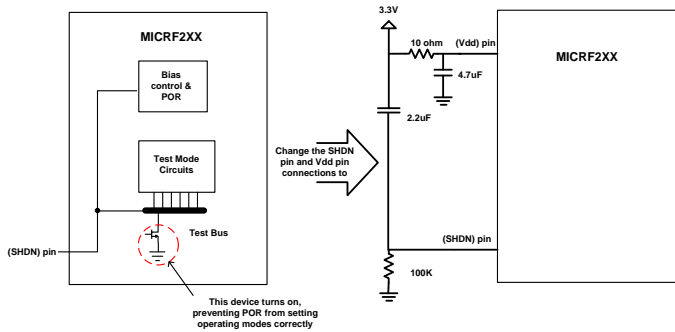 MICRF2XX
Bias
control &
POR
Test Mode
Circuits
Test Bus
(SHDN) pin
This device turns on,
preventing POR from setting
operating modes correctly
Change the SHDN
pin and Vdd pin
connections to
3.3V
10 ohm
(Vdd) pin
4.7uF
2.2uF
MICRF2XX
(SHDN) pin
100K